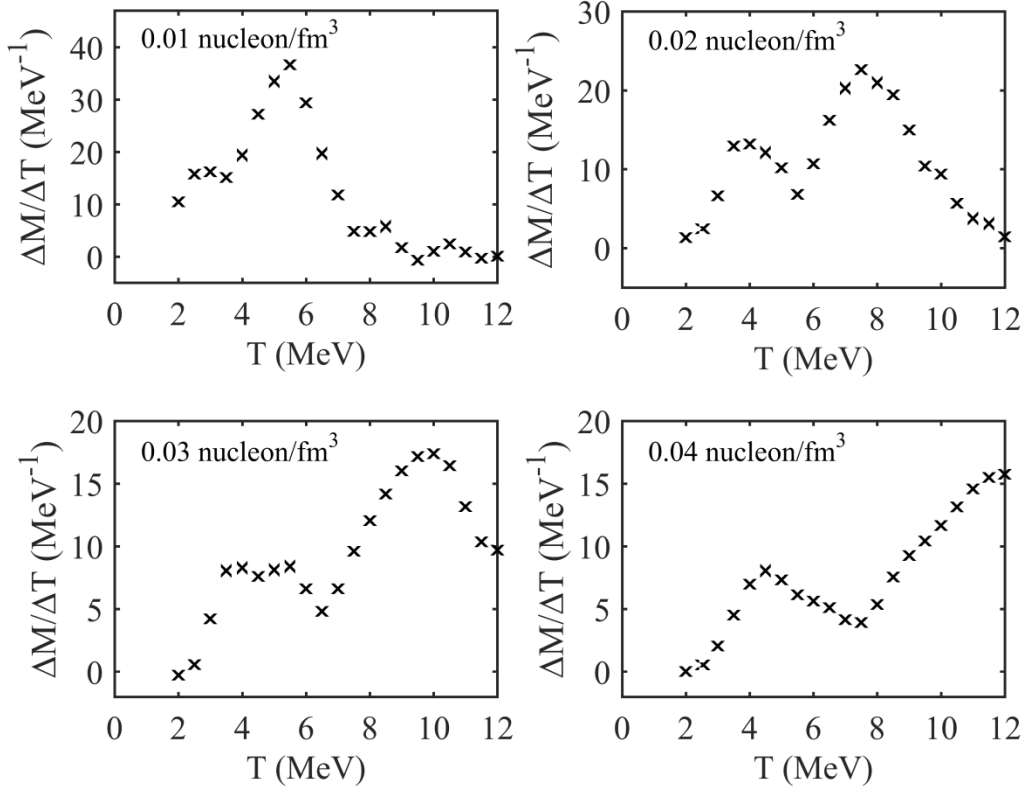 0.01 nucleon/fm³
ΔM/ΔT (MeV⁻¹)
40
30
20
10
0
0 2 4 6 8 10 12
T (MeV)
0.02 nucleon/fm³
ΔM/ΔT (MeV⁻¹)
30
20
10
0
0 2 4 6 8 10 12
T (MeV)
0.03 nucleon/fm³
ΔM/ΔT (MeV⁻¹)
20
15
10
5
0
0 2 4 6 8 10 12
T (MeV)
0.04 nucleon/fm³
ΔM/ΔT (MeV⁻¹)
20
15
10
5
0
0 2 4 6 8 10 12
T (MeV)